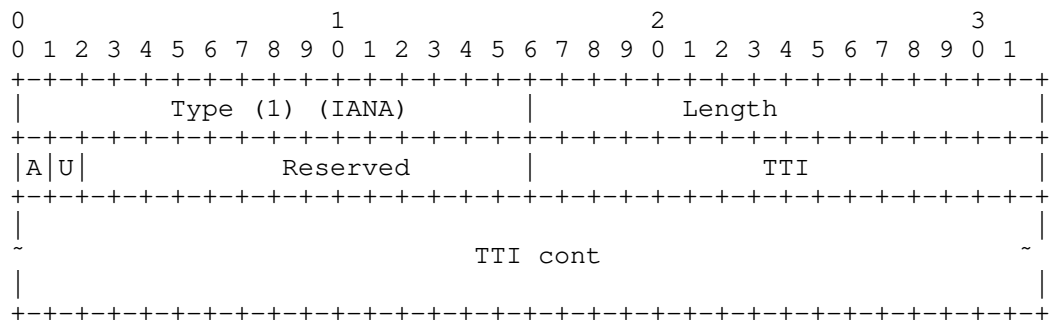 0                   1                   2                   3
0 1 2 3 4 5 6 7 8 9 0 1 2 3 4 5 6 7 8 9 0 1 2 3 4 5 6 7 8 9 0 1
+-+-+-+-+-+-+-+-+-+-+-+-+-+-+-+-+-+-+-+-+-+-+-+-+-+-+-+-+-+-+-+-+
|         Type (1) (IANA)       |         Length                |
+-+-+-+-+-+-+-+-+-+-+-+-+-+-+-+-+-+-+-+-+-+-+-+-+-+-+-+-+-+-+-+-+
|A|U|            Reserved       |              TTI              |
+-+-+-+-+-+-+-+-+-+-+-+-+-+-+-+-+-+-+-+-+-+-+-+-+-+-+-+-+-+-+-+-+
|                                                               |
~                            TTI cont                          ~
|                                                               |
+-+-+-+-+-+-+-+-+-+-+-+-+-+-+-+-+-+-+-+-+-+-+-+-+-+-+-+-+-+-+-+-+